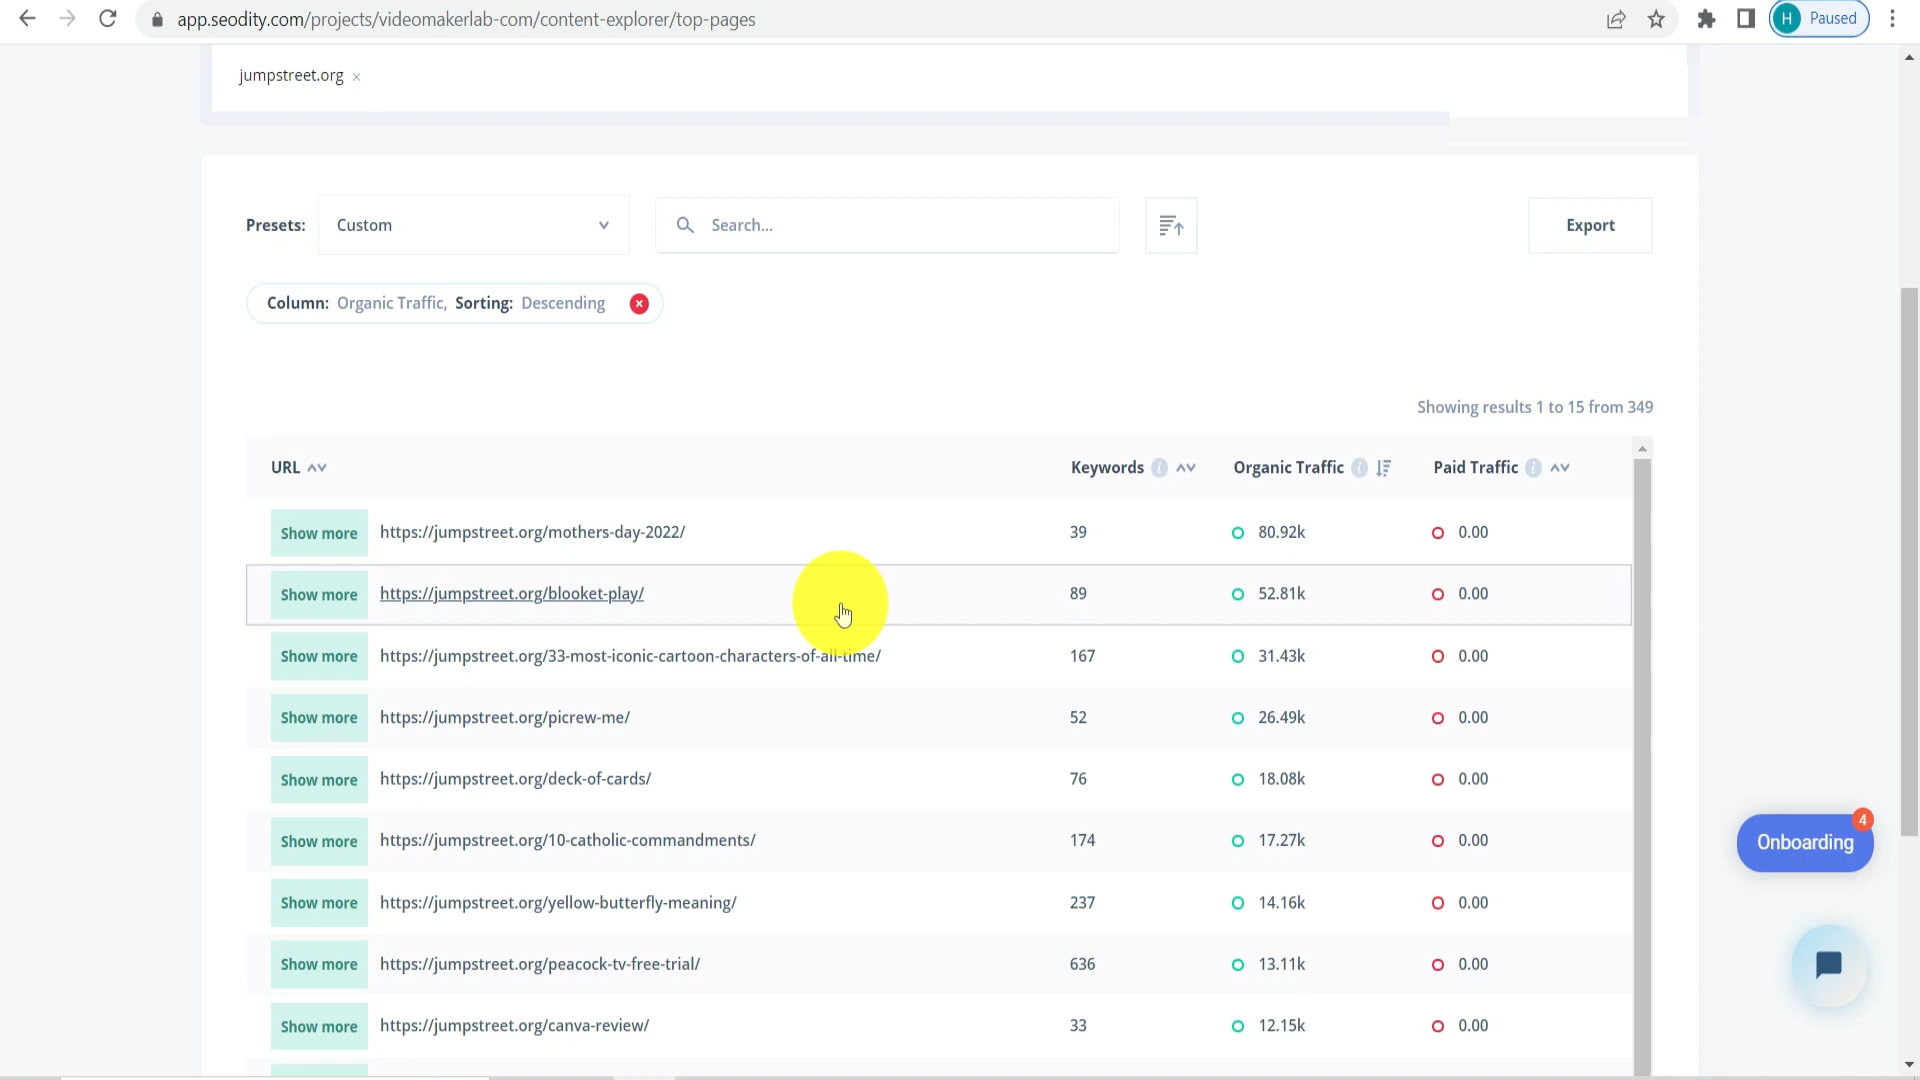 app.seodity.com/projects/videomakerlab-com/content-explorer/top-pages
H Paused
jumpstreet.org ×
Presets: Custom Search... Export
Column: Organic Traffic, Sorting: Descending
Showing results 1 to 15 from 349
URL Keywords Organic Traffic Paid Traffic
Show more https://jumpstreet.org/mothers-day-2022/ 39 80.92k 0.00
Show more https://jumpstreet.org/blooket-play/ 89 52.81k 0.00
Show more https://jumpstreet.org/33-most-iconic-cartoon-characters-of-all-time/ 167 31.43k 0.00
Show more https://jumpstreet.org/picrew-me/ 52 26.49k 0.00
Show more https://jumpstreet.org/deck-of-cards/ 76 18.08k 0.00
Show more https://jumpstreet.org/10-catholic-commandments/ 174 17.27k 0.00
4
Onboarding
Show more https://jumpstreet.org/yellow-butterfly-meaning/ 237 14.16k 0.00
Show more https://jumpstreet.org/peacock-tv-free-trial/ 636 13.11k 0.00
Show more https://jumpstreet.org/canva-review/ 33 12.15k 0.00